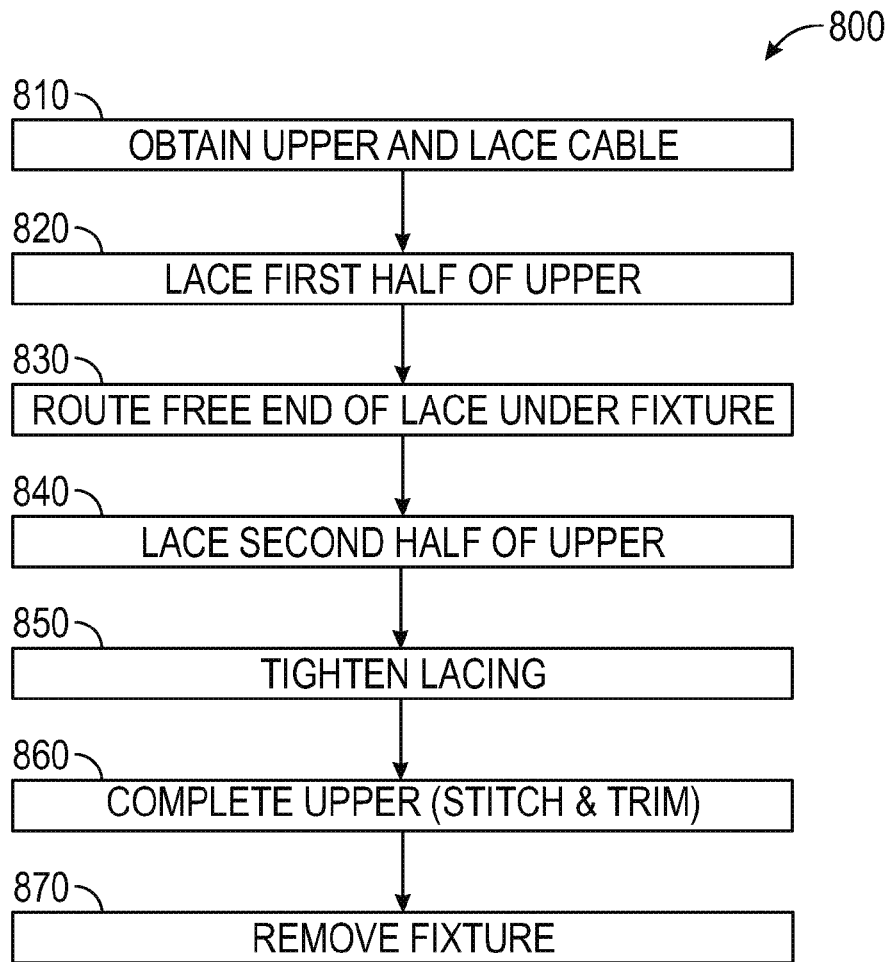 800
810
OBTAIN UPPER AND LACE CABLE
820
LACE FIRST HALF OF UPPER
830
ROUTE FREE END OF LACE UNDER FIXTURE
840
LACE SECOND HALF OF UPPER
850
TIGHTEN LACING
860
COMPLETE UPPER (STITCH & TRIM)
870
REMOVE FIXTURE